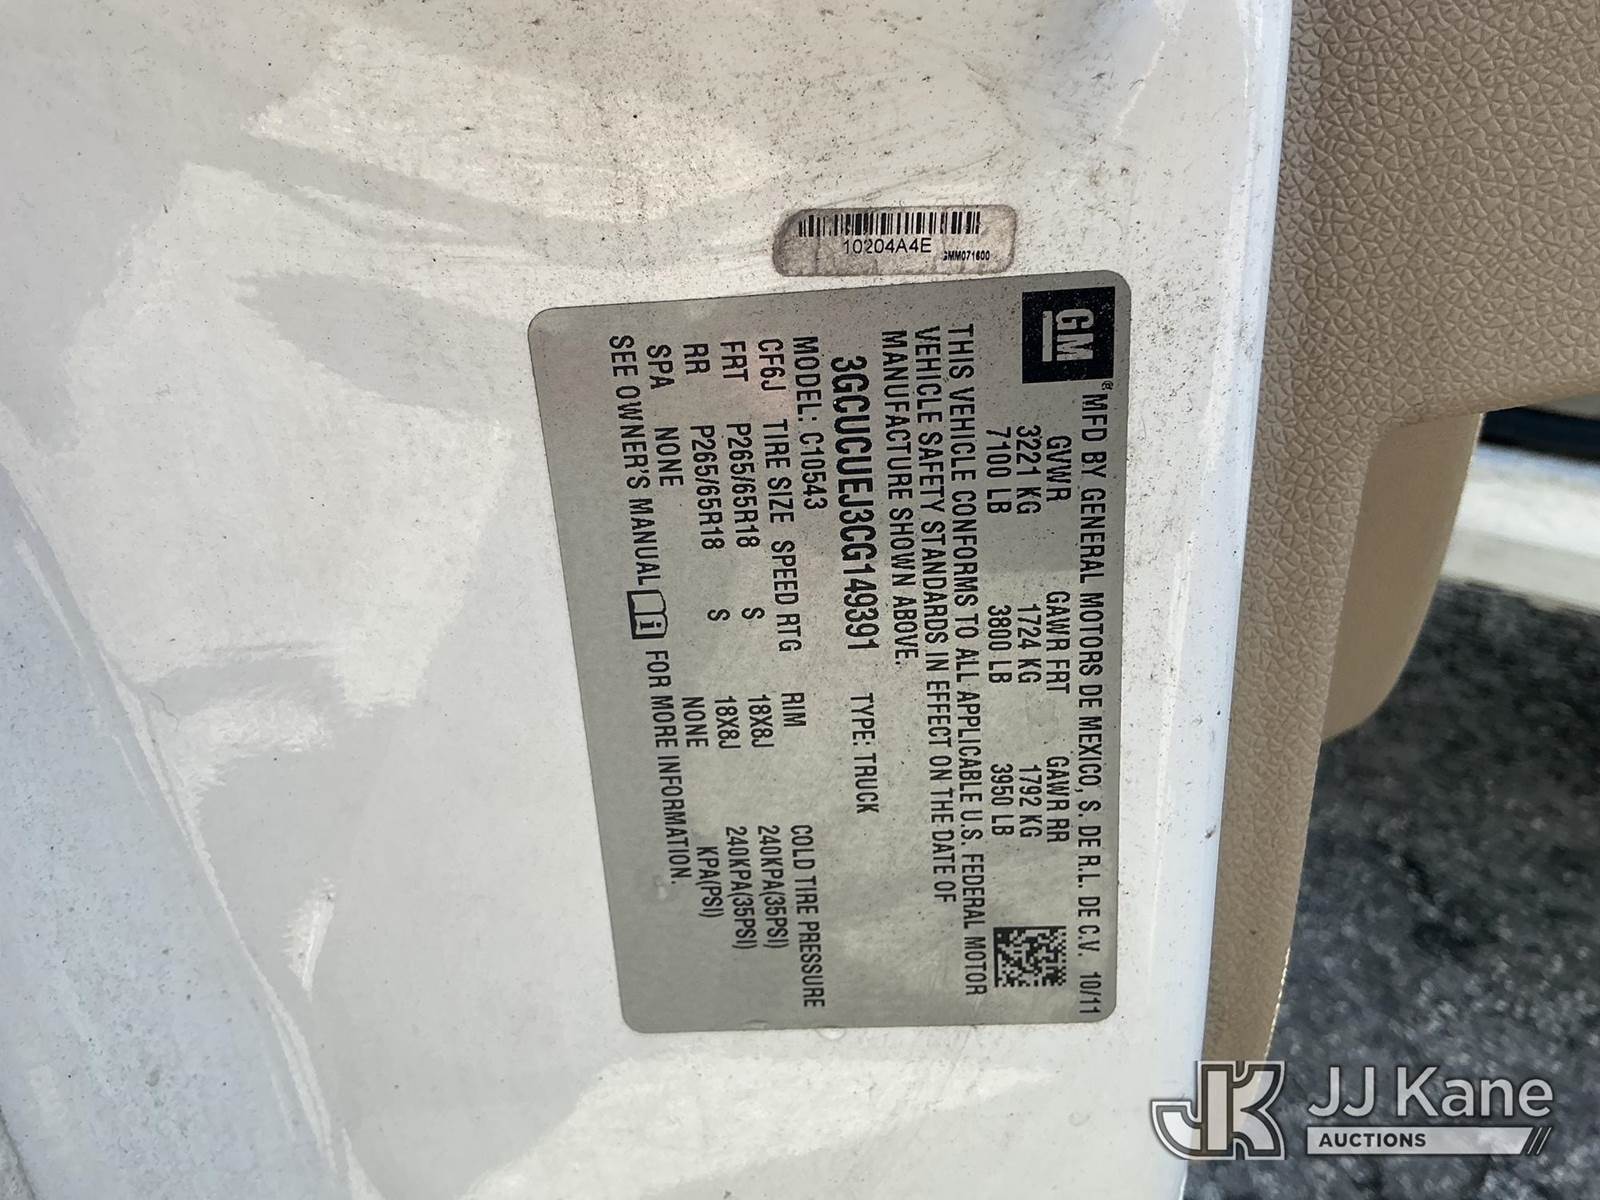 10204A4E
GMM071600
GM ® MFD BY GENERAL MOTORS DE MEXICO, S. DE R.L. DE C.V. 10/11
GVWR GAWR FRT GAWR RR
3221 KG 1724 KG 1792 KG
7100 LB 3800 LB 3950 LB
THIS VEHICLE CONFORMS TO ALL APPLICABLE U.S. FEDERAL MOTOR
VEHICLE SAFETY STANDARDS IN EFFECT ON THE DATE OF
MANUFACTURE SHOWN ABOVE.
3GCUCUEJ3CG149391 TYPE: TRUCK
MODEL: C10543
CF6J TIRE SIZE SPEED RTG RIM COLD TIRE PRESSURE
FRT P265/65R18 S 18X8J 240KPA(35PSI)
RR P265/65R18 S 18X8J 240KPA(35PSI)
SPA NONE NONE KPA(PSI)
SEE OWNER'S MANUAL i FOR MORE INFORMATION.
JK JJ Kane
AUCTIONS